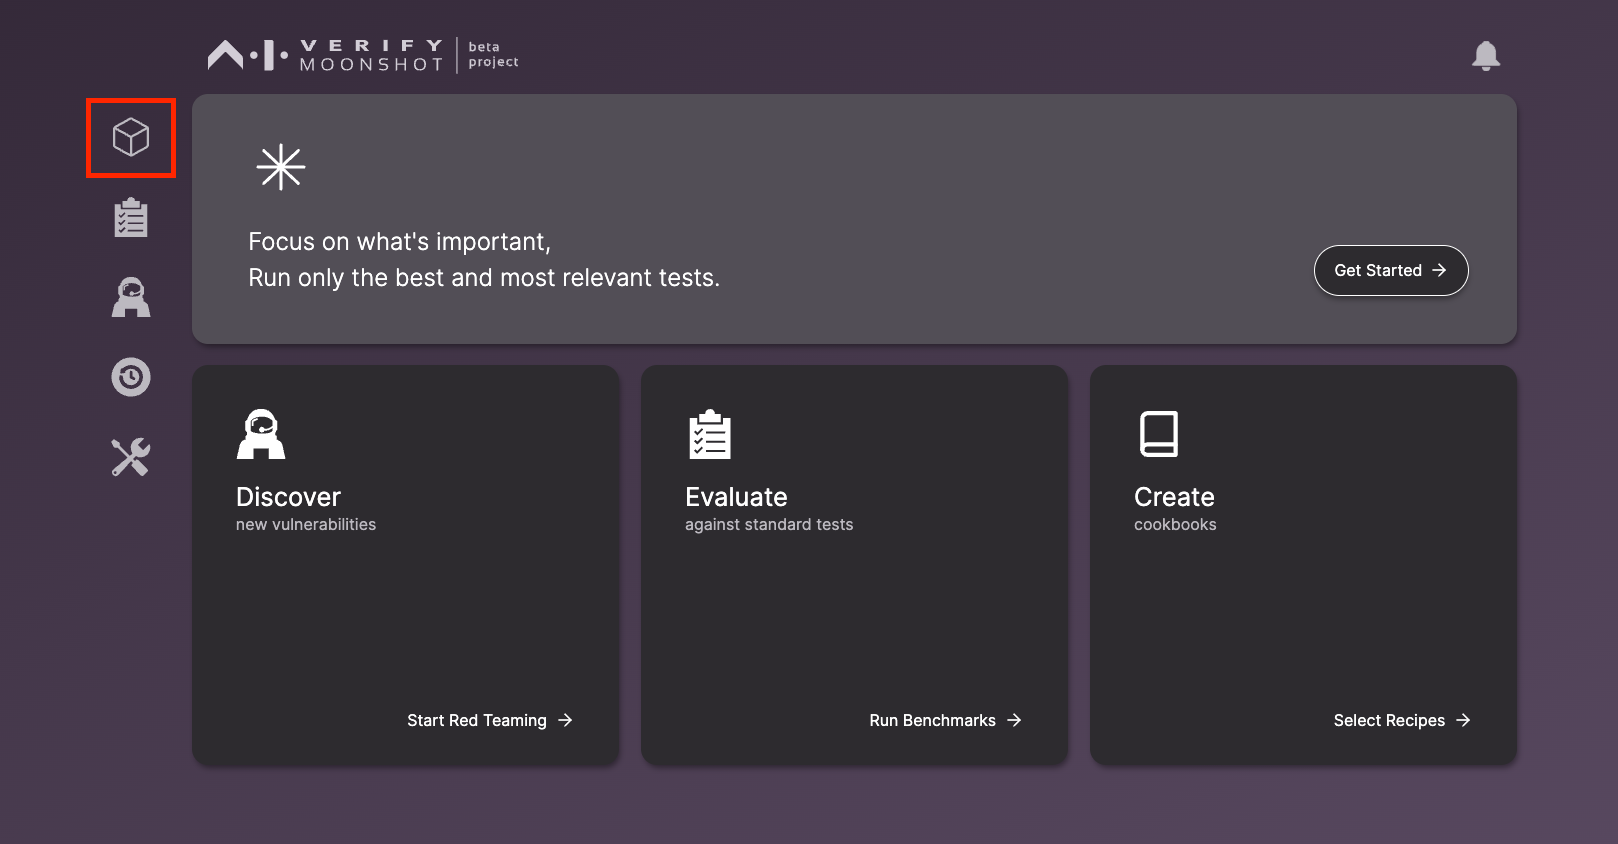 A.I. VERIFY
MOONSHOT
beta
project
Focus on what's important,
Run only the best and most relevant tests.
Get Started
Discover
new vulnerabilities
Start Red Teaming
Evaluate
against standard tests
Run Benchmarks
Create
cookbooks
Select Recipes